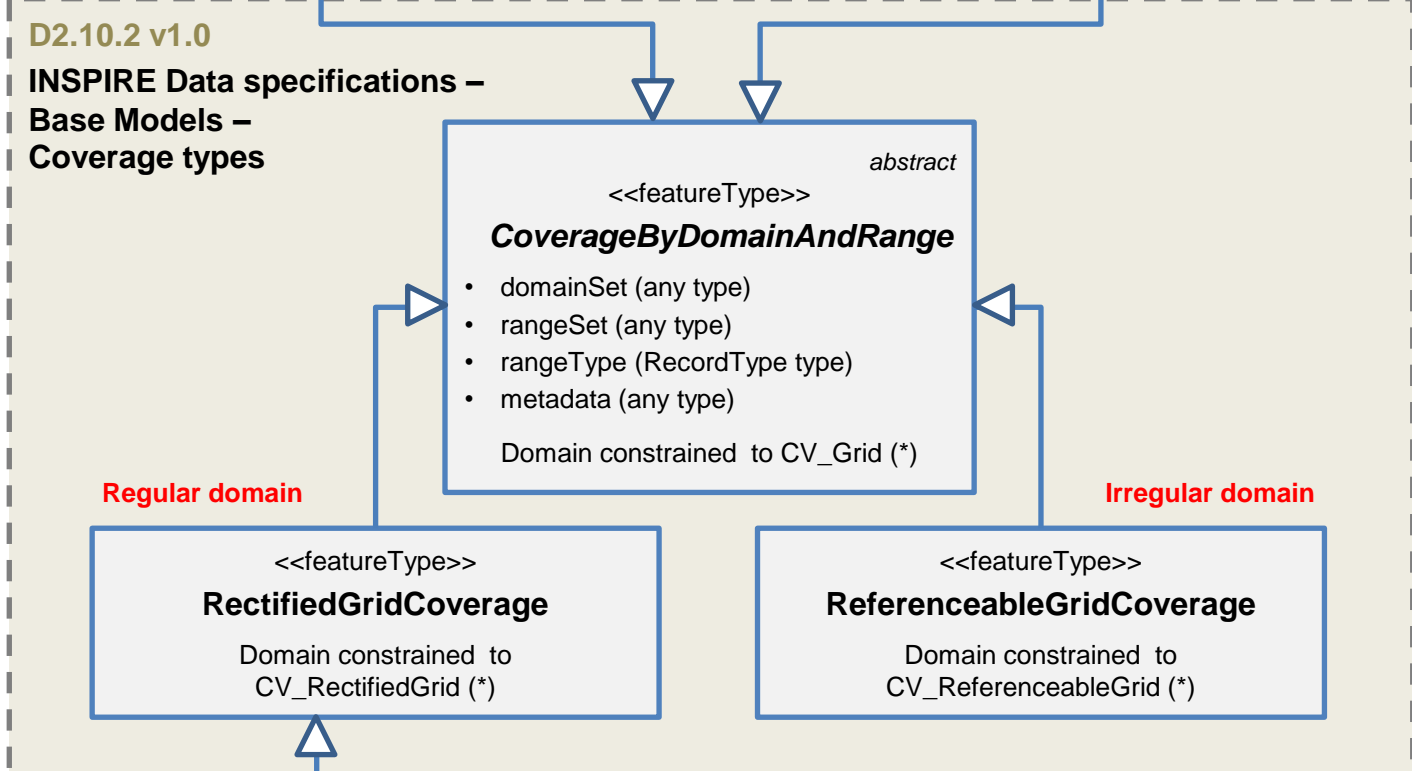 D2.10.2 v1.0
INSPIRE Data specifications –
Base Models –
Coverage types
abstract
<<featureType>>
CoverageByDomainAndRange
• domainSet (any type)
• rangeSet (any type)
• rangeType (RecordType type)
• metadata (any type)
Domain constrained to CV_Grid (*)
Regular domain
Irregular domain
<<featureType>>
RectifiedGridCoverage
Domain constrained to
CV_RectifiedGrid (*)
<<featureType>>
ReferenceableGridCoverage
Domain constrained to
CV_ReferenceableGrid (*)